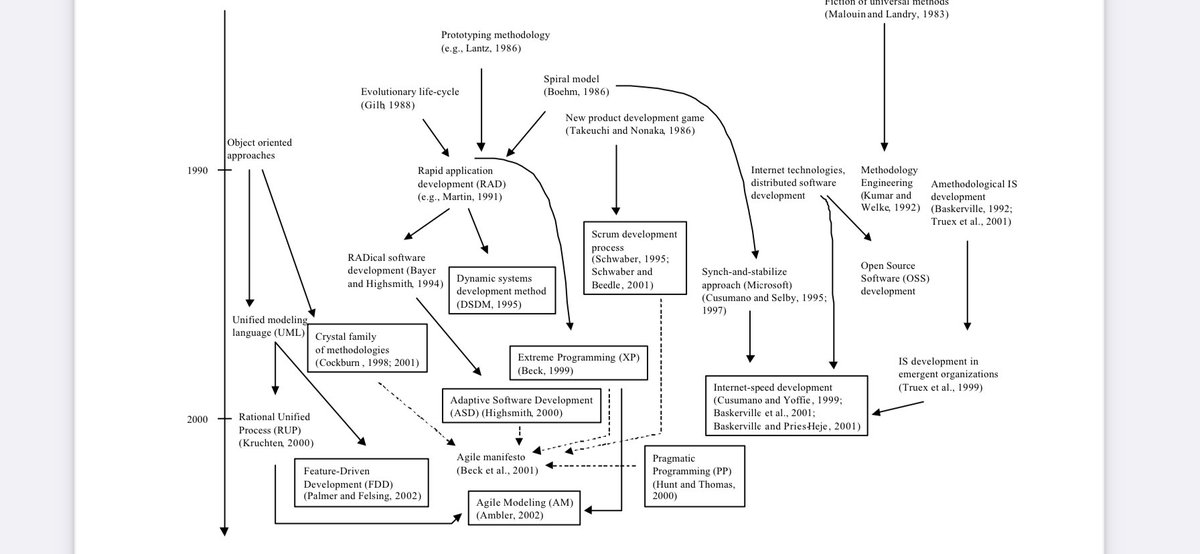 Fiction of universal methods
(Malouin and Landry, 1983)
Prototyping methodology
(e.g., Lantz, 1986)
Spiral model
(Boehm, 1986)
Evolutionary life-cycle
(Gilb, 1988)
New product development game
(Takeuchi and Nonaka, 1986)
Object oriented
approaches
1990
Rapid application
development (RAD)
(e.g., Martin, 1991)
Internet technologies,
distributed software
development
Methodology
Engineering
(Kumar and
Welke, 1992)
Amethodological IS
development
(Baskerville, 1992;
Truex et al., 2001)
Scrum development
process
(Schwaber, 1995;
Schwaber and
Beedle, 2001)
RADical software
development (Bayer
and Highsmith, 1994)
Dynamic systems
development method
(DSDM, 1995)
Synch-and-stabilize
approach (Microsoft)
(Cusumano and Selby, 1995;
1997)
Open Source
Software (OSS)
development
Unified modeling
language (UML)
Crystal family
of methodologies
(Cockburn, 1998; 2001)
Extreme Programming (XP)
(Beck, 1999)
IS development in
emergent organizations
(Truex et al., 1999)
Internet-speed development
(Cusumano and Yoffie, 1999;
Baskerville et al., 2001;
Baskerville and Pries-Heje, 2001)
Adaptive Software Development
(ASD) (Highsmith, 2000)
2000
Rational Unified
Process (RUP)
(Kruchten, 2000)
Agile manifesto
(Beck et al., 2001)
Pragmatic
Programming (PP)
(Hunt and Thomas,
2000)
Feature-Driven
Development (FDD)
(Palmer and Felsing, 2002)
Agile Modeling (AM)
(Ambler, 2002)